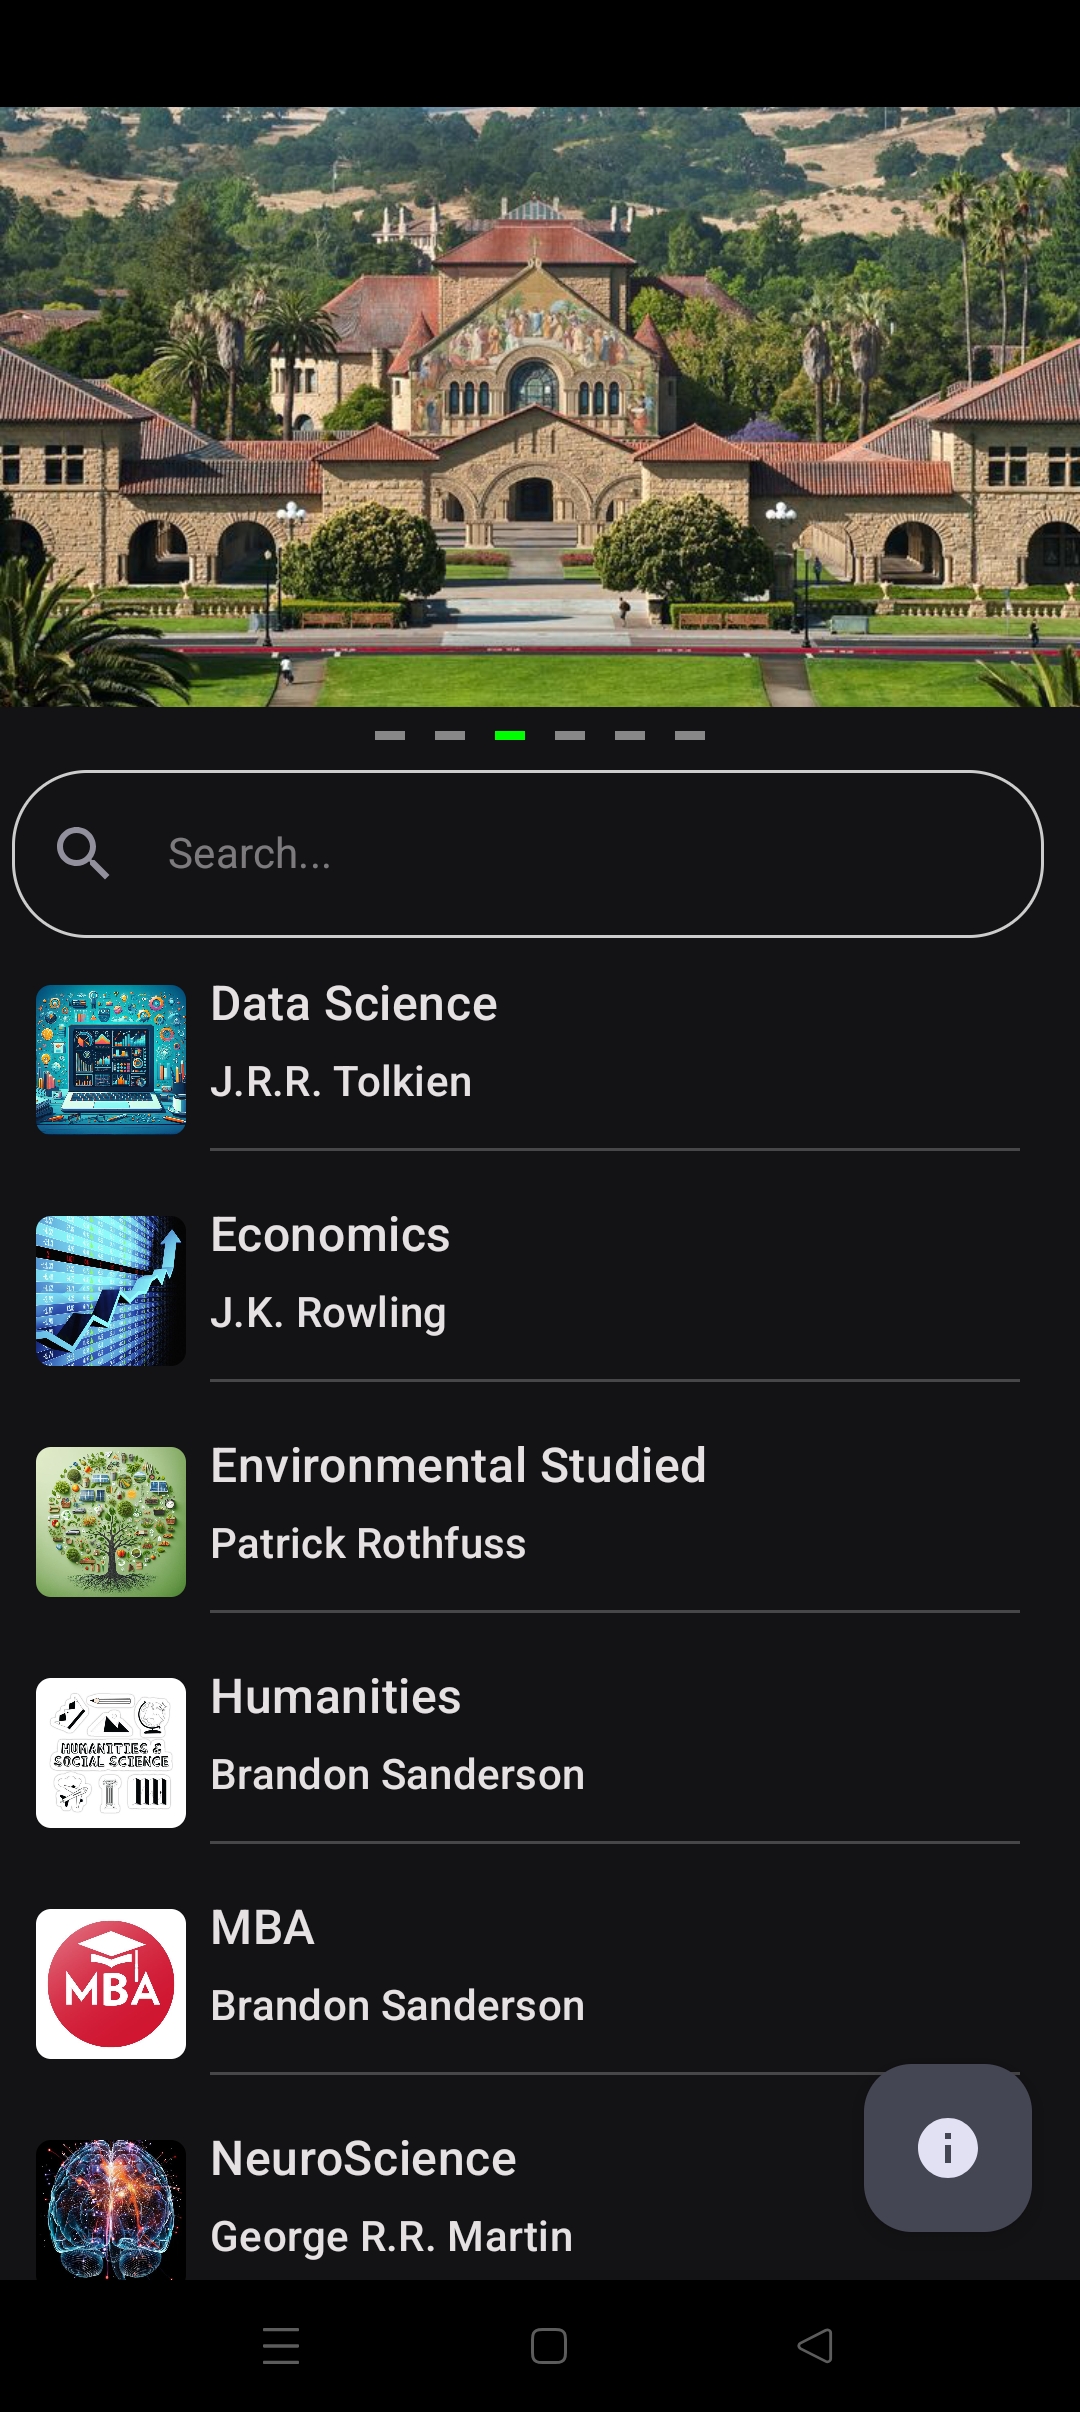 Search...
Data Science
J.R.R. Tolkien
Economics
J.K. Rowling
Environmental Studied
Patrick Rothfuss
Humanities
Brandon Sanderson
HUMANITIES &
SOCIAL SCIENCE
MBA
MBA
Brandon Sanderson
NeuroScience
George R.R. Martin